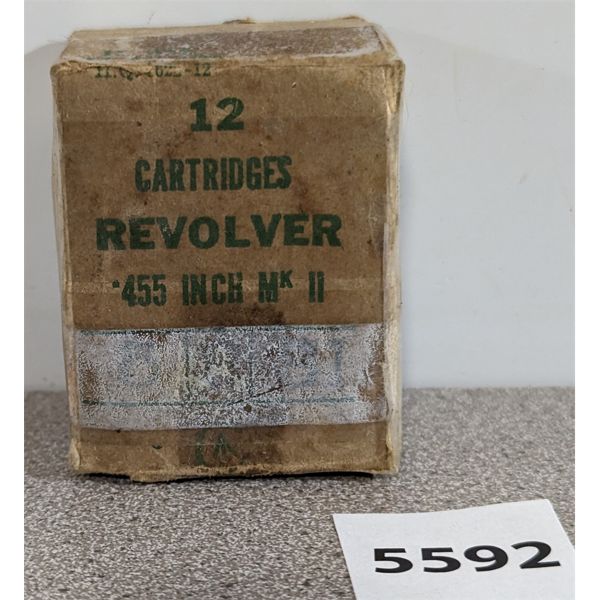 12
CARTRIDGES
REVOLVER
·455 INCH MK II
5592